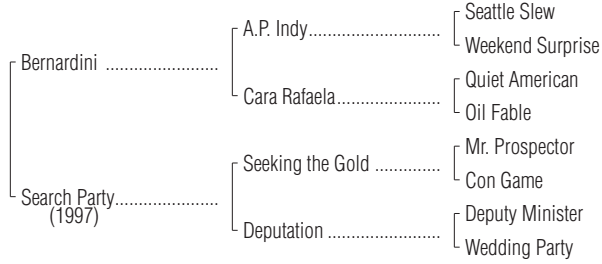 Seattle Slew
A.P. Indy..............................
Weekend Surprise
Bernardini ..........................
Quiet American
Cara Rafaela........................
Oil Fable
Mr. Prospector
Seeking the Gold ...............
Con Game
Search Party........................
(1997)
Deputy Minister
Deputation ..........................
Wedding Party